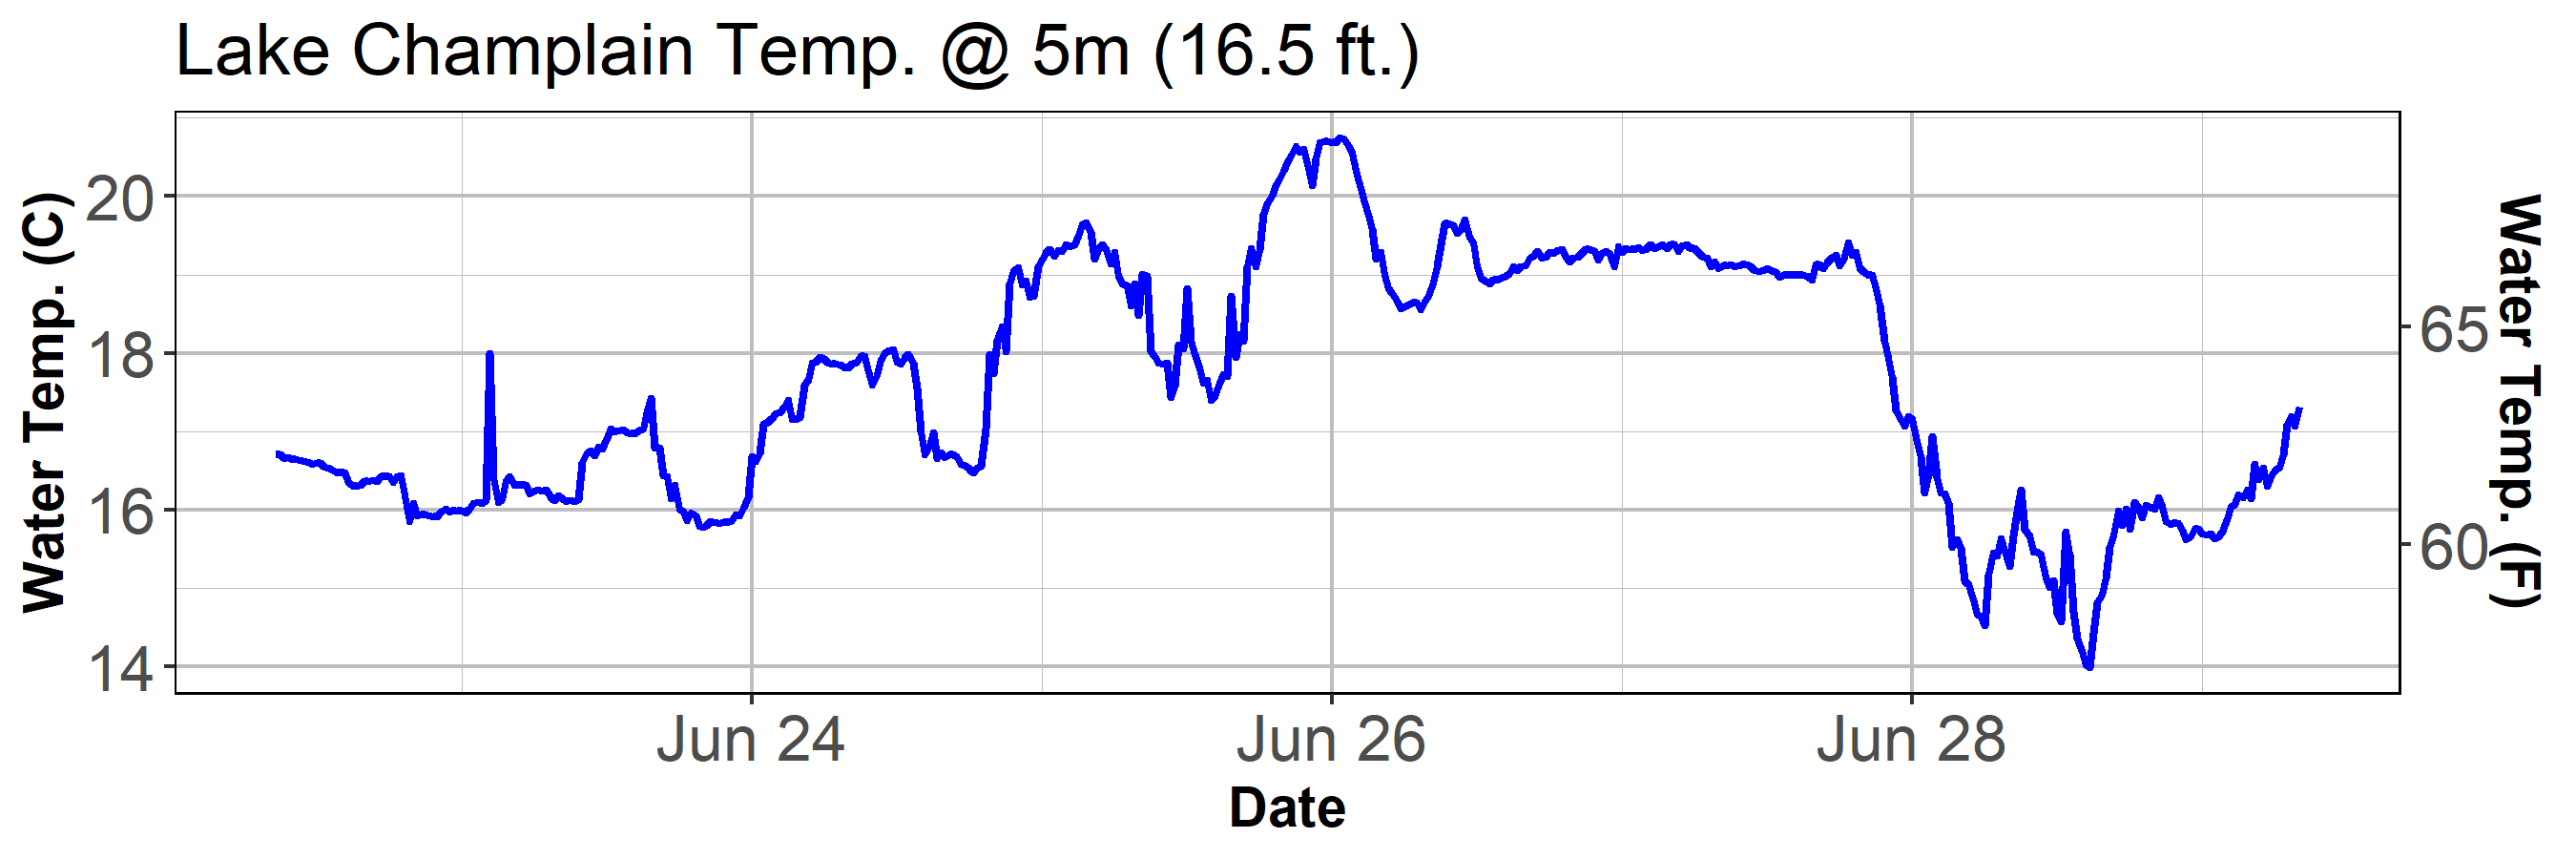 Lake Champlain Temp. @ 5m (16.5 ft.)
Water Temp. (C)
20
18
16
14
65
60
Water Temp. (F)
Jun 24
Jun 26
Jun 28
Date